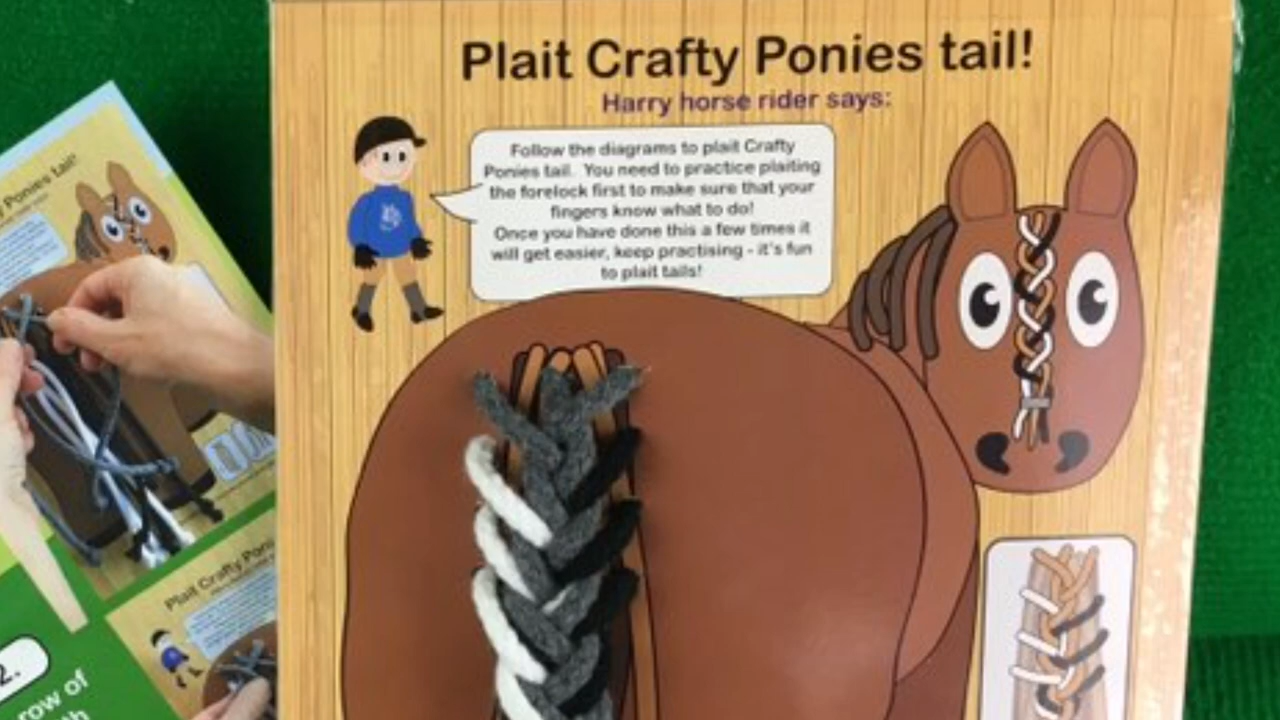 Plait Crafty Ponies tail!
Harry horse rider says:
Follow the diagrams to plait Crafty
Ponies tail. You need to practice plaiting
the forelock first to make sure that your
fingers know what to do!
Once you have done this a few times it
will get easier, keep practising - it's fun
to plait tails!
Ponies tail!
Plait Crafty Poni
2.
row of